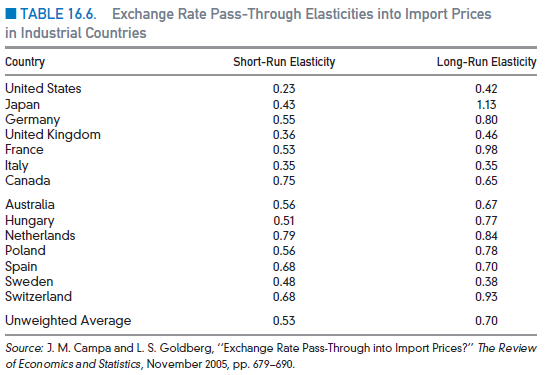 ■ TABLE 16.6. Exchange Rate Pass-Through Elasticities into Import Prices
in Industrial Countries
Country Short-Run Elasticity Long-Run Elasticity
United States 0.23 0.42
Japan 0.43 1.13
Germany 0.55 0.80
United Kingdom 0.36 0.46
France 0.53 0.98
Italy 0.35 0.35
Canada 0.75 0.65
Australia 0.56 0.67
Hungary 0.51 0.77
Netherlands 0.79 0.84
Poland 0.56 0.78
Spain 0.68 0.70
Sweden 0.48 0.38
Switzerland 0.68 0.93
Unweighted Average 0.53 0.70
Source: J. M. Campa and L. S. Goldberg, "Exchange Rate Pass-Through into Import Prices?" The Review
of Economics and Statistics, November 2005, pp. 679–690.